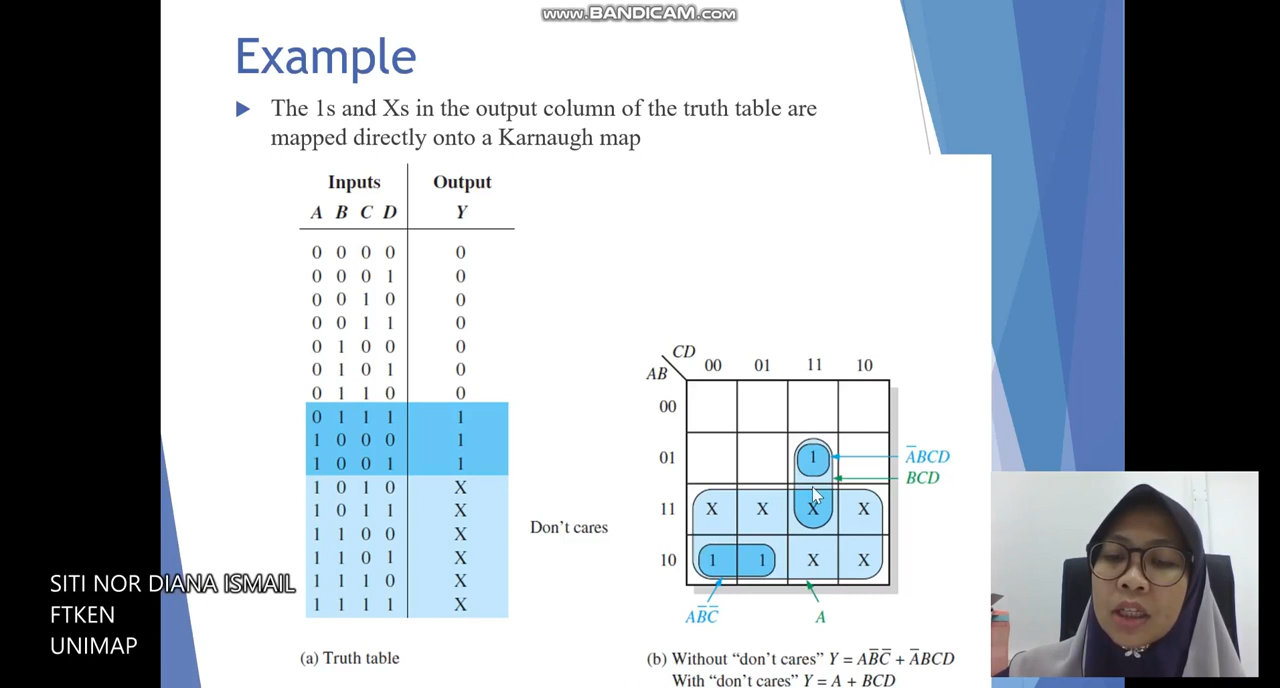 www.BANDICAM.com
Example
The 1s and Xs in the output column of the truth table are
mapped directly onto a Karnaugh map
Inputs Output
A B C D Y
0 0 0 0 0
0 0 0 1 0
0 0 1 0 0
0 0 1 1 0
0 1 0 0 0
0 1 0 1 0
0 1 1 0 0
0 1 1 1 1
1 0 0 0 1
1 0 0 1 1
1 0 1 0 X
1 0 1 1 X
1 1 0 0 X
1 1 0 1 X
1 1 1 0 X
1 1 1 1 X
(a) Truth table
Don't cares
CD
AB 00 01 11 10
00
01 1 A̅BCD
BCD
11 X X X X
10 1 1 X X
AB̅C̅ A
(b) Without "don't cares" Y = AB̅C̅ + A̅BCD
With "don't cares" Y = A + BCD
SITI NOR DIANA ISMAIL
FTKEN
UNIMAP